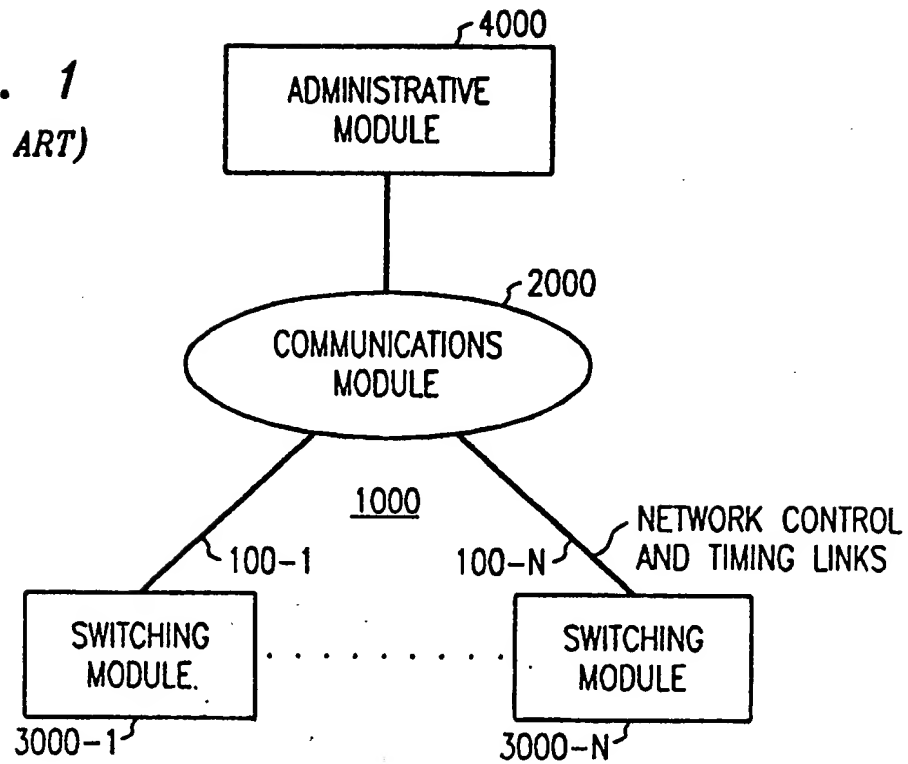 . 1
ART)
4000
ADMINISTRATIVE
MODULE
2000
COMMUNICATIONS
MODULE
1000
100-1
100-N
NETWORK CONTROL
AND TIMING LINKS
SWITCHING
MODULE.
. . . . . . . . .
SWITCHING
MODULE
3000-1
3000-N